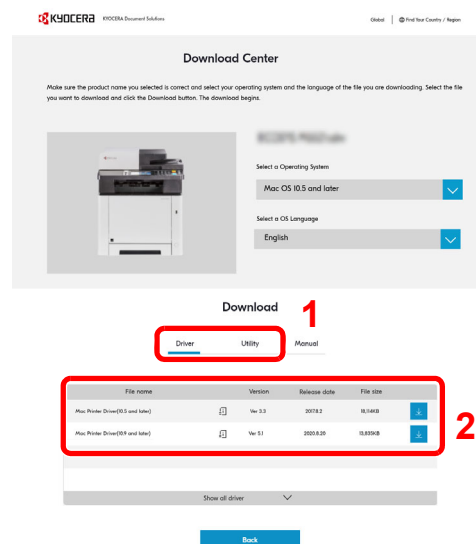 KYOCERA KYOCERA Document Solutions Global Find Your Country / Region
Download Center
Make sure the product name you selected is correct and select your operating system and the language of the file you are downloading. Select the file
you want to download and click the Download button. The download begins.
Select a Operating System
Mac OS 10.5 and later
Select a OS Language
English
Download 1
Driver Utility Manual
File name Version Release date File size
Mac Printer Driver(10.5 and later) Ver 3.3 2017.8.2 18,114KB
Mac Printer Driver(10.9 and later) Ver 5.1 2020.8.20 13,835KB
2
Show all driver
Back